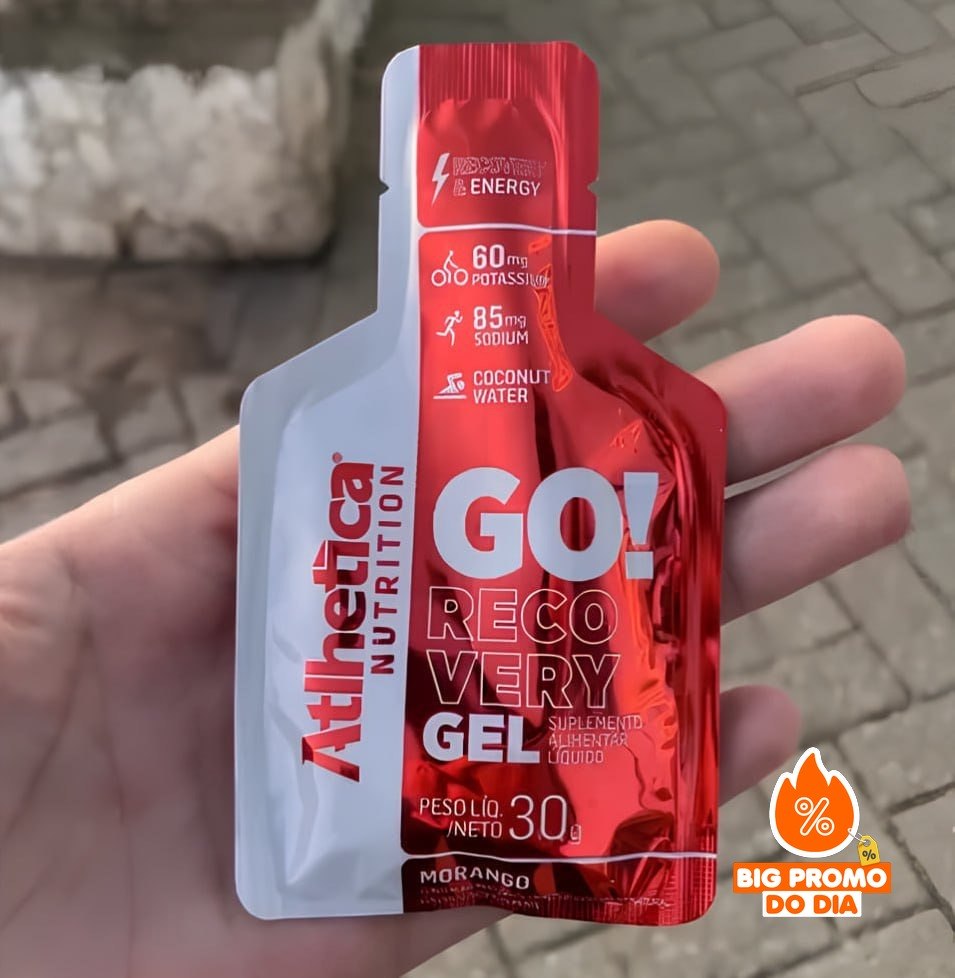 & ENERGY
60mg
POTASSIUM
85mg
SODIUM
COCONUT
WATER
Atlhetica®
NUTRITION
GO!
RECO
VERY
GEL
SUPLEMENTO
ALIMENTAR
LÍQUIDO
PESO LÍQ.
/NETO 30g
MORANGO
%
%
BIG PROMO
DO DIA